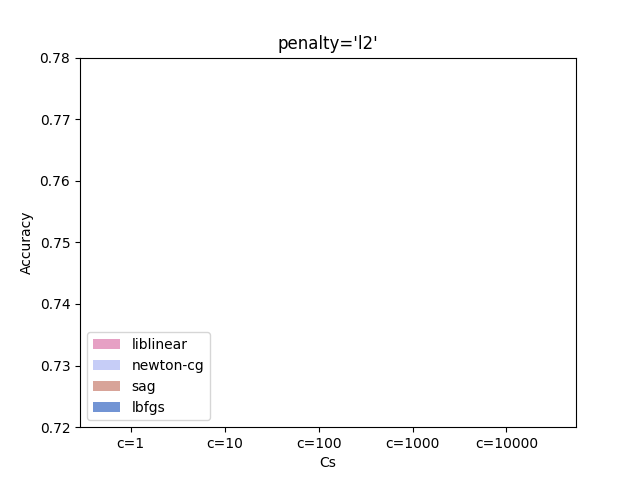 penalty='l2'
0.78
0.77
0.76
0.75
0.74
0.73
0.72
Accuracy
liblinear
newton-cg
sag
lbfgs
c=1 c=10 c=100 c=1000 c=10000
Cs